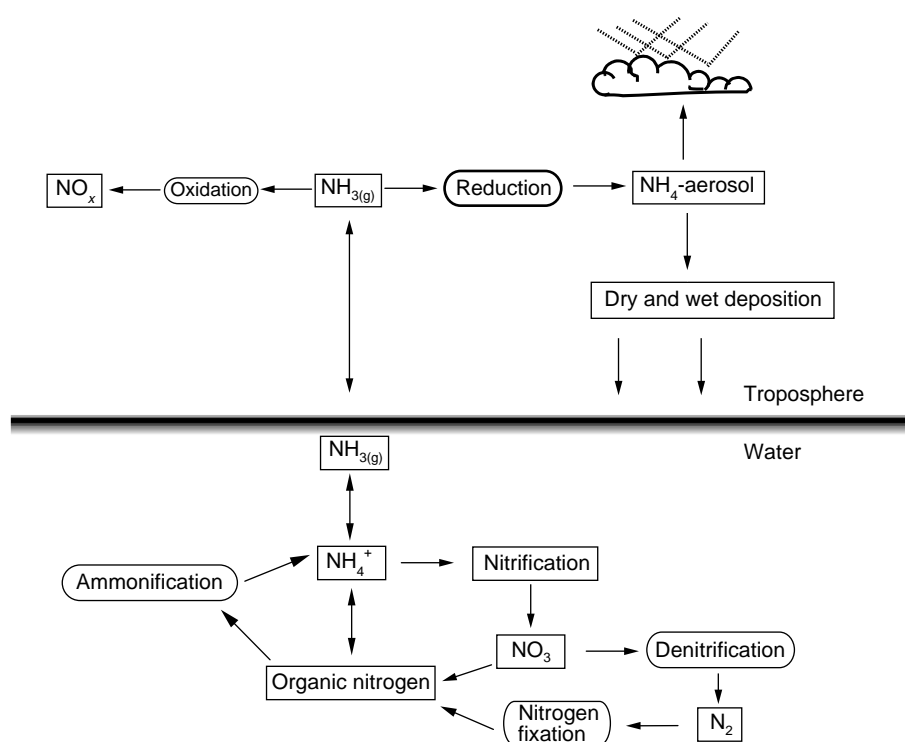 NOₓ
Oxidation
NH₃₍g₎
Reduction
NH₄-aerosol
Dry and wet deposition
Troposphere
Water
NH₃₍g₎
NH₄⁺
Nitrification
Ammonification
NO₃
Denitrification
Organic nitrogen
Nitrogen
fixation
N₂